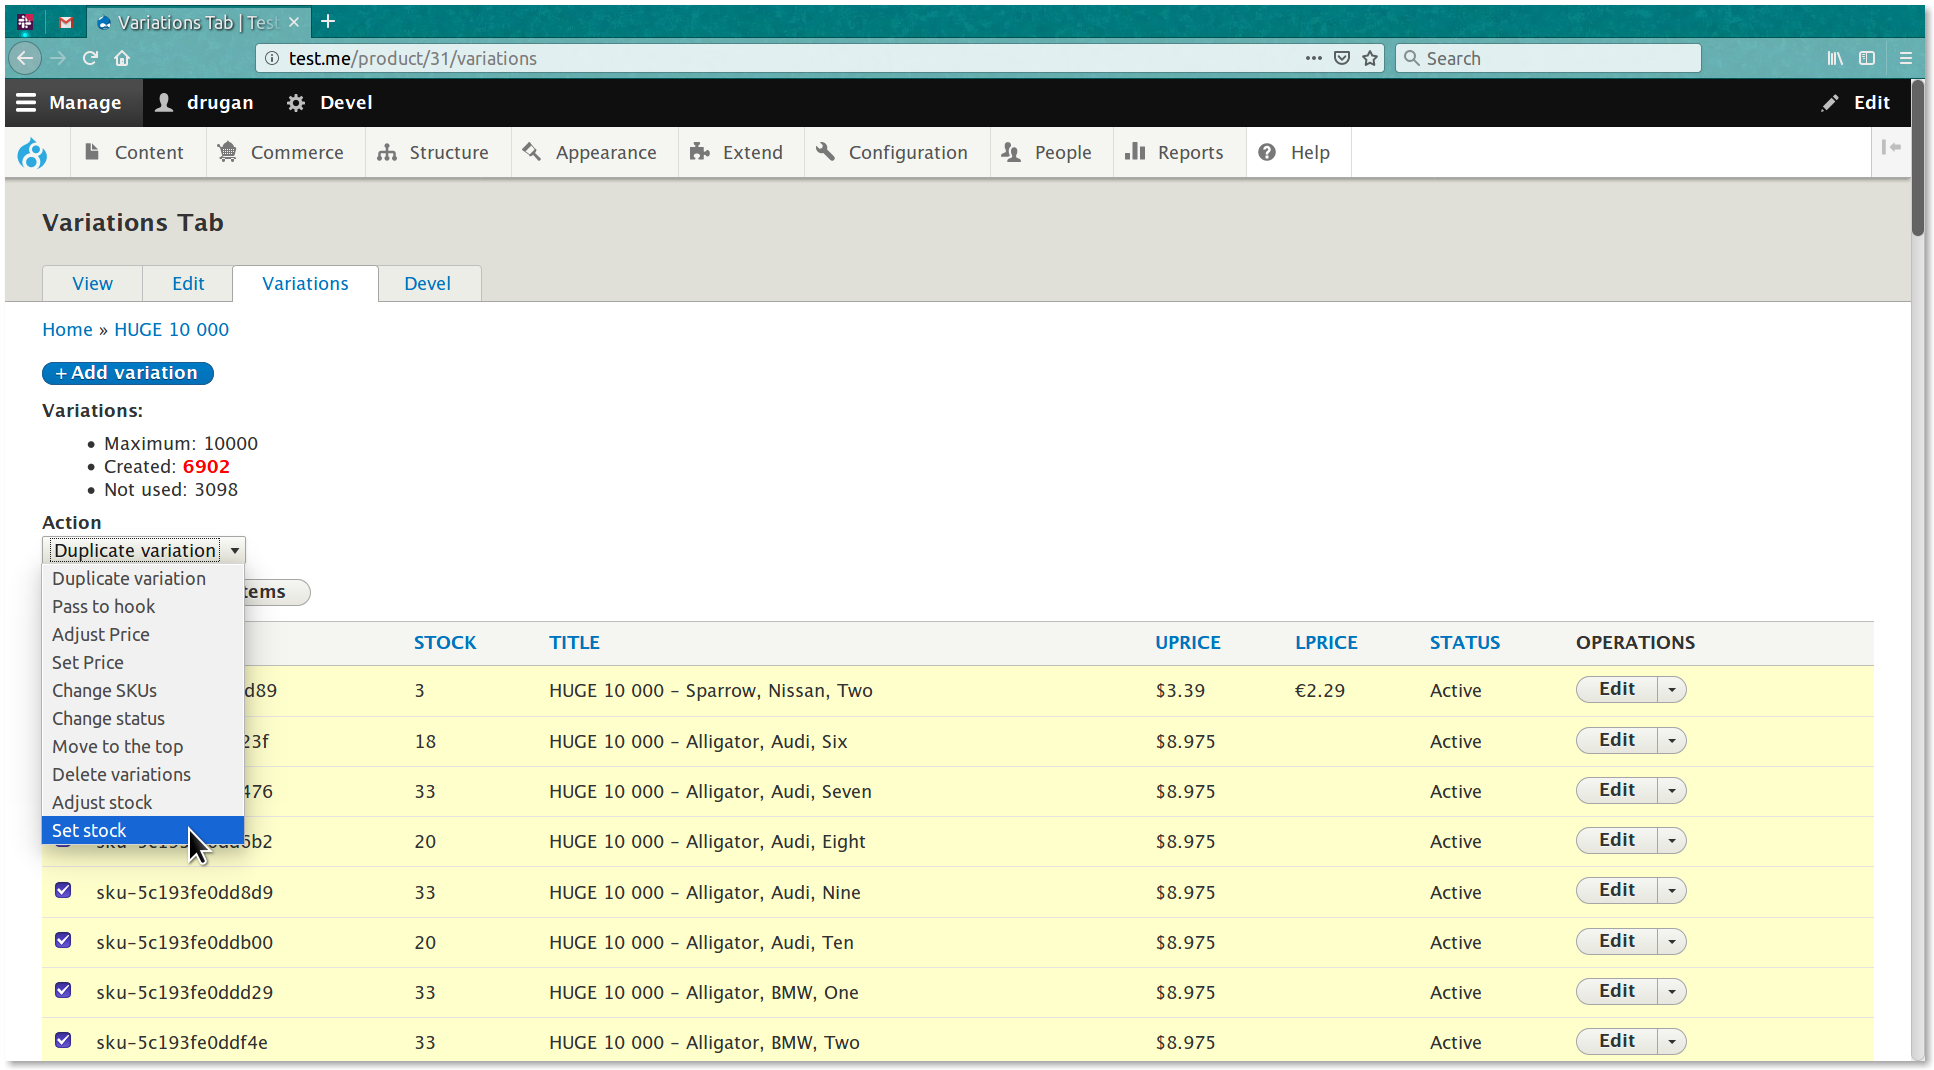 Variations Tab | Test
test.me/product/31/variations
Search
Manage drugan Devel Edit
Content Commerce Structure Appearance Extend Configuration People Reports Help
Variations Tab
View Edit Variations Devel
Home » HUGE 10 000
+ Add variation
Variations:
• Maximum: 10000
• Created: 6902
• Not used: 3098
Action
Duplicate variation
Duplicate variation
Pass to hook
Adjust Price
Set Price
Change SKUs
Change status
Move to the top
Delete variations
Adjust stock
Set stock
tems
STOCK TITLE UPRICE LPRICE STATUS OPERATIONS
d89 3 HUGE 10 000 – Sparrow, Nissan, Two $3.39 €2.29 Active Edit
23f 18 HUGE 10 000 – Alligator, Audi, Six $8.975 Active Edit
476 33 HUGE 10 000 – Alligator, Audi, Seven $8.975 Active Edit
6b2 20 HUGE 10 000 – Alligator, Audi, Eight $8.975 Active Edit
sku-5c193fe0dd8d9 33 HUGE 10 000 – Alligator, Audi, Nine $8.975 Active Edit
sku-5c193fe0ddb00 20 HUGE 10 000 – Alligator, Audi, Ten $8.975 Active Edit
sku-5c193fe0ddd29 33 HUGE 10 000 – Alligator, BMW, One $8.975 Active Edit
sku-5c193fe0ddf4e 33 HUGE 10 000 – Alligator, BMW, Two $8.975 Active Edit